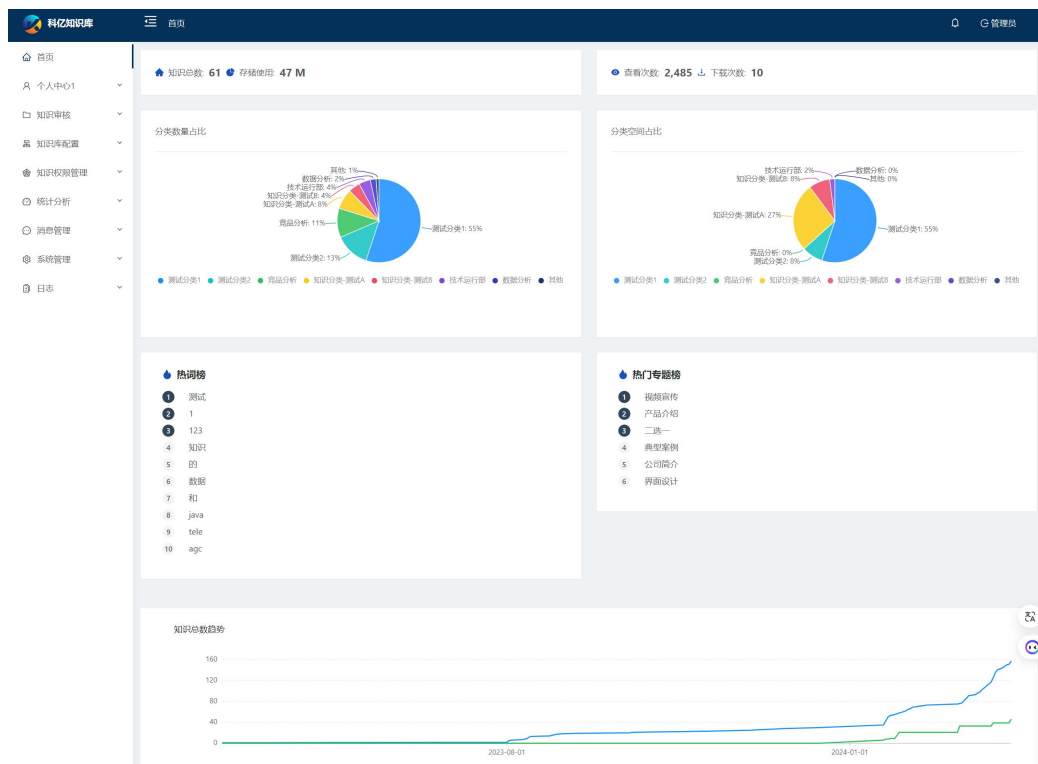 科亿知识库
首页
管理员
首页
个人中心1
知识审核
知识库配置
知识权限管理
统计分析
消息管理
系统管理
日志
知识总数: 61 存储使用: 47 M
查看次数: 2,485 下载次数: 10
分类数量占比
其他: 1%
数据分析: 2%
技术运行部: 4%
知识分类-测试B: 4%
知识分类-测试A: 8%
竞品分析: 11%
测试分类2: 13%
测试分类1: 55%
测试分类1 测试分类2 竞品分析 知识分类-测试A 知识分类-测试B 技术运行部 数据分析 其他
分类空间占比
技术运行部: 2%
知识分类-测试B: 8%
知识分类-测试A: 27%
竞品分析: 0%
测试分类2: 8%
数据分析: 0%
其他: 0%
测试分类1: 55%
测试分类1 测试分类2 竞品分析 知识分类-测试A 知识分类-测试B 技术运行部 数据分析 其他
热词榜
1 测试
2 1
3 123
4 知识
5 的
6 数据
7 和
8 java
9 tele
10 agc
热门专题榜
1 视频宣传
2 产品介绍
3 二选一
4 典型案例
5 公司简介
6 界面设计
知识总数趋势
160
120
80
40
0
2023-08-01
2024-01-01